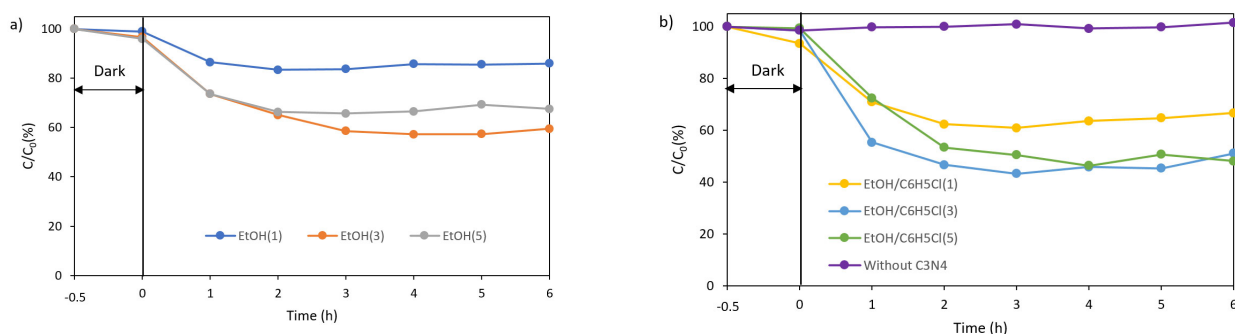 a)
C/C0(%)
100
80
60
40
20
0
Dark
EtOH(1) EtOH(3) EtOH(5)
-0.5 0 1 2 3 4 5 6
Time (h)
b)
C/C0(%)
100
80
60
40
20
0
Dark
EtOH/C6H5Cl(1)
EtOH/C6H5Cl(3)
EtOH/C6H5Cl(5)
Without C3N4
-0.5 0 1 2 3 4 5 6
Time (h)